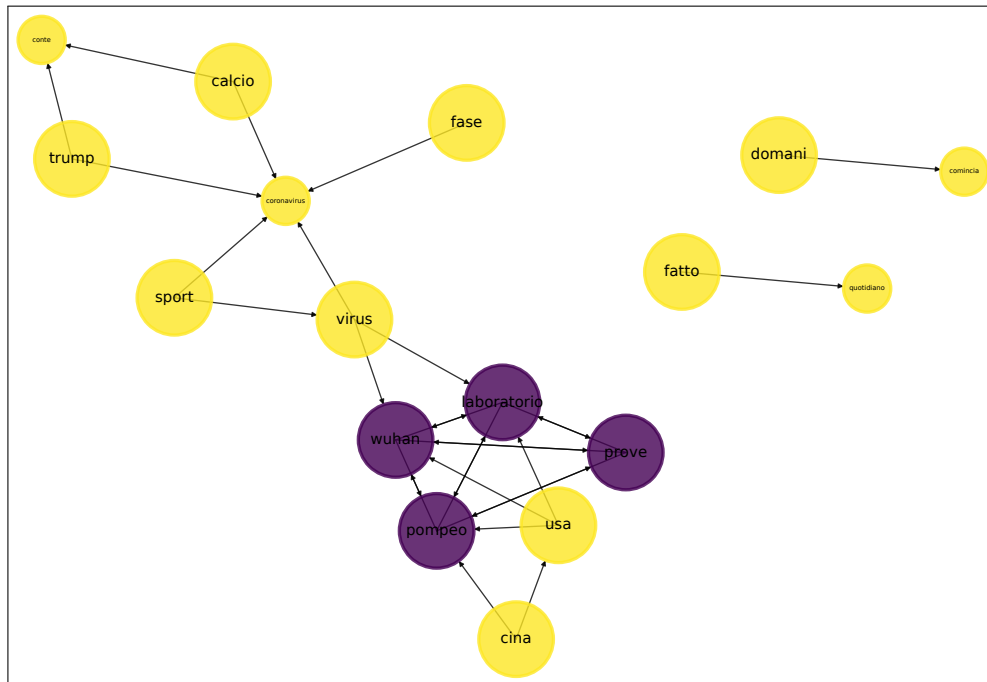 conte
calcio
fase
trump
domani
comincia
coronavirus
fatto
quotidiano
sport
virus
laboratorio
wuhan
prove
usa
pompeo
cina